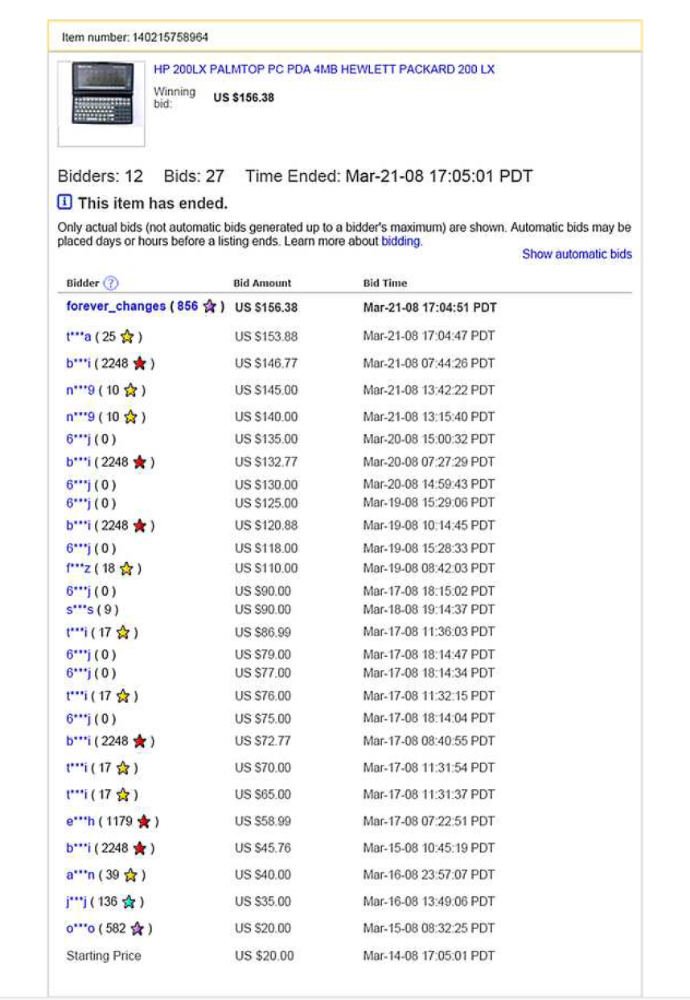 Item number: 140215758964
HP 200LX PALMTOP PC PDA 4MB HEWLETT PACKARD 200 LX
Winning bid: US $156.38
Bidders: 12 Bids: 27 Time Ended: Mar-21-08 17:05:01 PDT
This item has ended.
Only actual bids (not automatic bids generated up to a bidder's maximum) are shown. Automatic bids may be
placed days or hours before a listing ends. Learn more about bidding.
Show automatic bids
Bidder ? Bid Amount Bid Time
forever_changes ( 856 ) US $156.38 Mar-21-08 17:04:51 PDT
t***a ( 25 ) US $153.88 Mar-21-08 17:04:47 PDT
b***i ( 2248 ) US $146.77 Mar-21-08 07:44:26 PDT
n***9 ( 10 ) US $145.00 Mar-21-08 13:42:22 PDT
n***9 ( 10 ) US $140.00 Mar-21-08 13:15:40 PDT
6***j ( 0 ) US $135.00 Mar-20-08 15:00:32 PDT
b***i ( 2248 ) US $132.77 Mar-20-08 07:27:29 PDT
6***j ( 0 ) US $130.00 Mar-20-08 14:59:43 PDT
6***j ( 0 ) US $125.00 Mar-19-08 15:29:06 PDT
b***i ( 2248 ) US $120.88 Mar-19-08 10:14:45 PDT
6***j ( 0 ) US $118.00 Mar-19-08 15:28:33 PDT
f***z ( 18 ) US $110.00 Mar-19-08 08:42:03 PDT
6***j ( 0 ) US $90.00 Mar-17-08 18:15:02 PDT
s***s ( 9 ) US $90.00 Mar-18-08 19:14:37 PDT
t***i ( 17 ) US $86.99 Mar-17-08 11:36:03 PDT
6***j ( 0 ) US $79.00 Mar-17-08 18:14:47 PDT
6***j ( 0 ) US $77.00 Mar-17-08 18:14:34 PDT
t***i ( 17 ) US $76.00 Mar-17-08 11:32:15 PDT
6***j ( 0 ) US $75.00 Mar-17-08 18:14:04 PDT
b***i ( 2248 ) US $72.77 Mar-17-08 08:40:55 PDT
t***i ( 17 ) US $70.00 Mar-17-08 11:31:54 PDT
t***i ( 17 ) US $65.00 Mar-17-08 11:31:37 PDT
e***h ( 1179 ) US $58.99 Mar-17-08 07:22:51 PDT
b***i ( 2248 ) US $45.76 Mar-15-08 10:45:19 PDT
a***n ( 39 ) US $40.00 Mar-16-08 23:57:07 PDT
j***j ( 136 ) US $35.00 Mar-16-08 13:49:06 PDT
o***o ( 582 ) US $20.00 Mar-15-08 08:32:25 PDT
Starting Price US $20.00 Mar-14-08 17:05:01 PDT